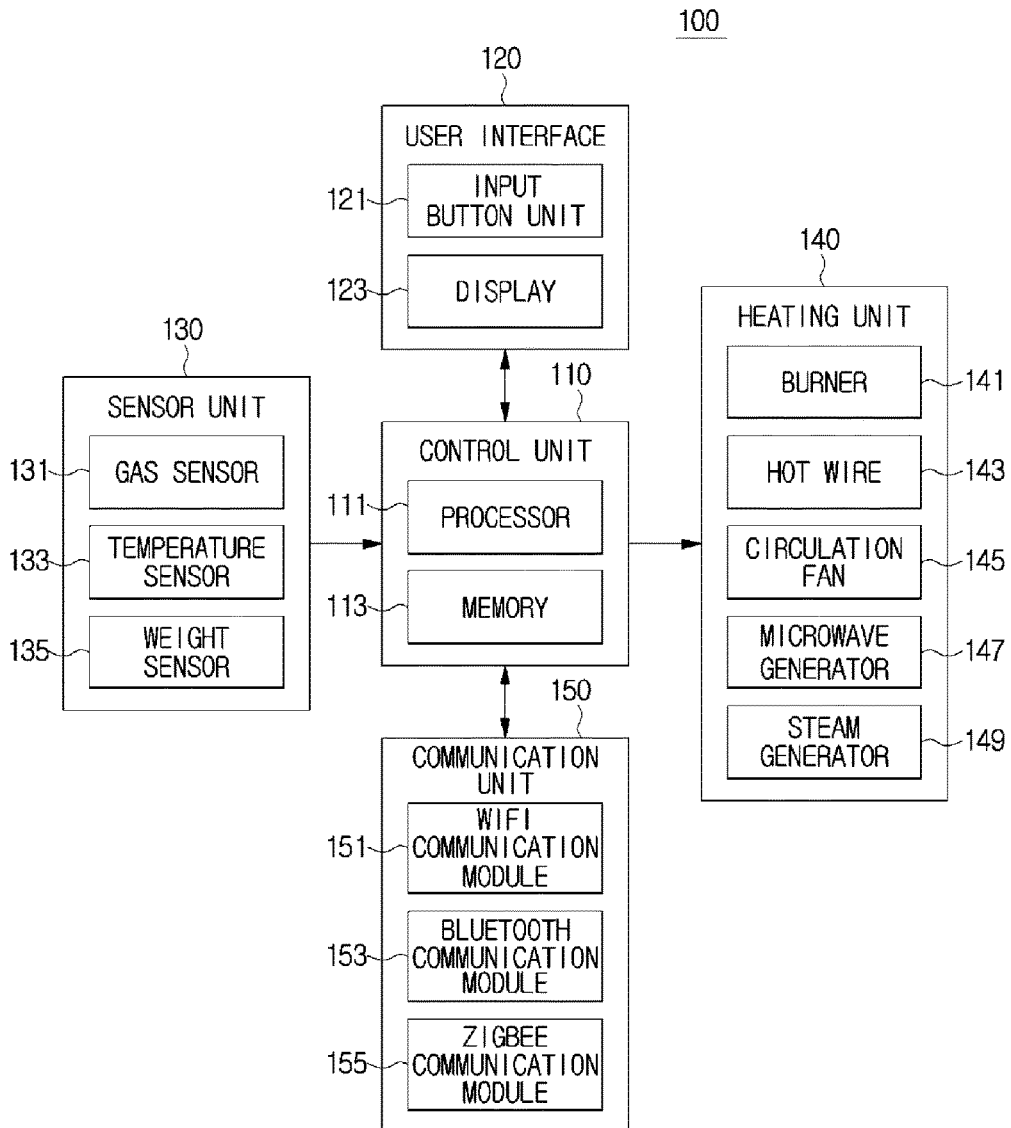 100
120
USER INTERFACE
121
INPUT
BUTTON UNIT
123
DISPLAY
130
SENSOR UNIT
131
GAS SENSOR
133
TEMPERATURE
SENSOR
135
WEIGHT
SENSOR
110
CONTROL UNIT
111
PROCESSOR
113
MEMORY
140
HEATING UNIT
BURNER
141
HOT WIRE
143
CIRCULATION
FAN
145
MICROWAVE
GENERATOR
147
STEAM
GENERATOR
149
150
COMMUNICATION
UNIT
151
WIFI
COMMUNICATION
MODULE
153
BLUETOOTH
COMMUNICATION
MODULE
155
ZIGBEE
COMMUNICATION
MODULE